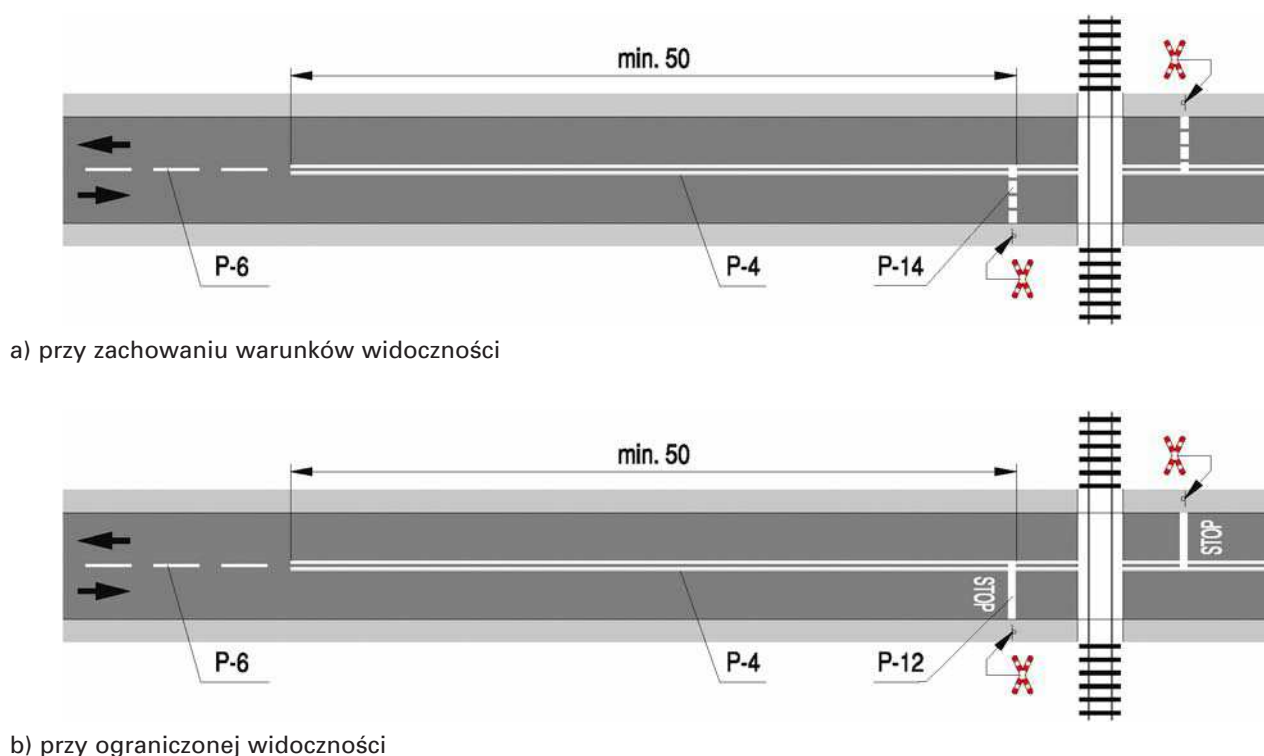 min. 50
P-6
P-4
P-14
a) przy zachowaniu warunków widoczności
min. 50
STOP
STOP
P-6
P-4
P-12
b) przy ograniczonej widoczności